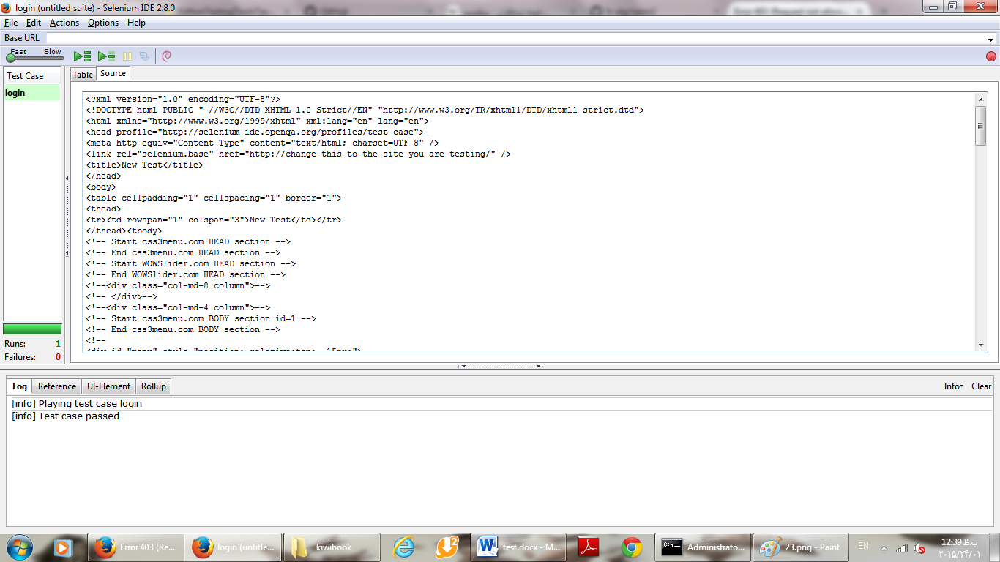 login (untitled suite) - Selenium IDE 2.8.0
File Edit Actions Options Help
Base URL
Fast Slow
Test Case
Table Source
login
<?xml version="1.0" encoding="UTF-8"?>
<!DOCTYPE html PUBLIC "-//W3C//DTD XHTML 1.0 Strict//EN" "http://www.w3.org/TR/xhtml1/DTD/xhtml1-strict.dtd">
<html xmlns="http://www.w3.org/1999/xhtml" xml:lang="en" lang="en">
<head profile="http://selenium-ide.openqa.org/profiles/test-case">
<meta http-equiv="Content-Type" content="text/html; charset=UTF-8" />
<link rel="selenium.base" href="http://change-this-to-the-site-you-are-testing/" />
<title>New Test</title>
</head>
<body>
<table cellpadding="1" cellspacing="1" border="1">
<thead>
<tr><td rowspan="1" colspan="3">New Test</td></tr>
</thead><tbody>
<!-- Start css3menu.com HEAD section -->
<!-- End css3menu.com HEAD section -->
<!-- Start WOWSlider.com HEAD section -->
<!-- End WOWSlider.com HEAD section -->
<!--<div class="col-md-8 column">-->
<!-- </div>-->
<!--<div class="col-md-4 column">-->
<!-- Start css3menu.com BODY section id=1 -->
<!-- End css3menu.com BODY section -->
<!--
<div id="menu" style="position: relative;top: -15px;">
Runs: 1
Failures: 0
Log Reference UI-Element Rollup
Info Clear
[info] Playing test case login
[info] Test case passed
Error 403 (Re...
login (untitle...
kiwibook
test.docx - M...
Administrato...
23.png - Paint
EN
12:39 ب.ظ
۲۰۱۵/۲۴/۰۱